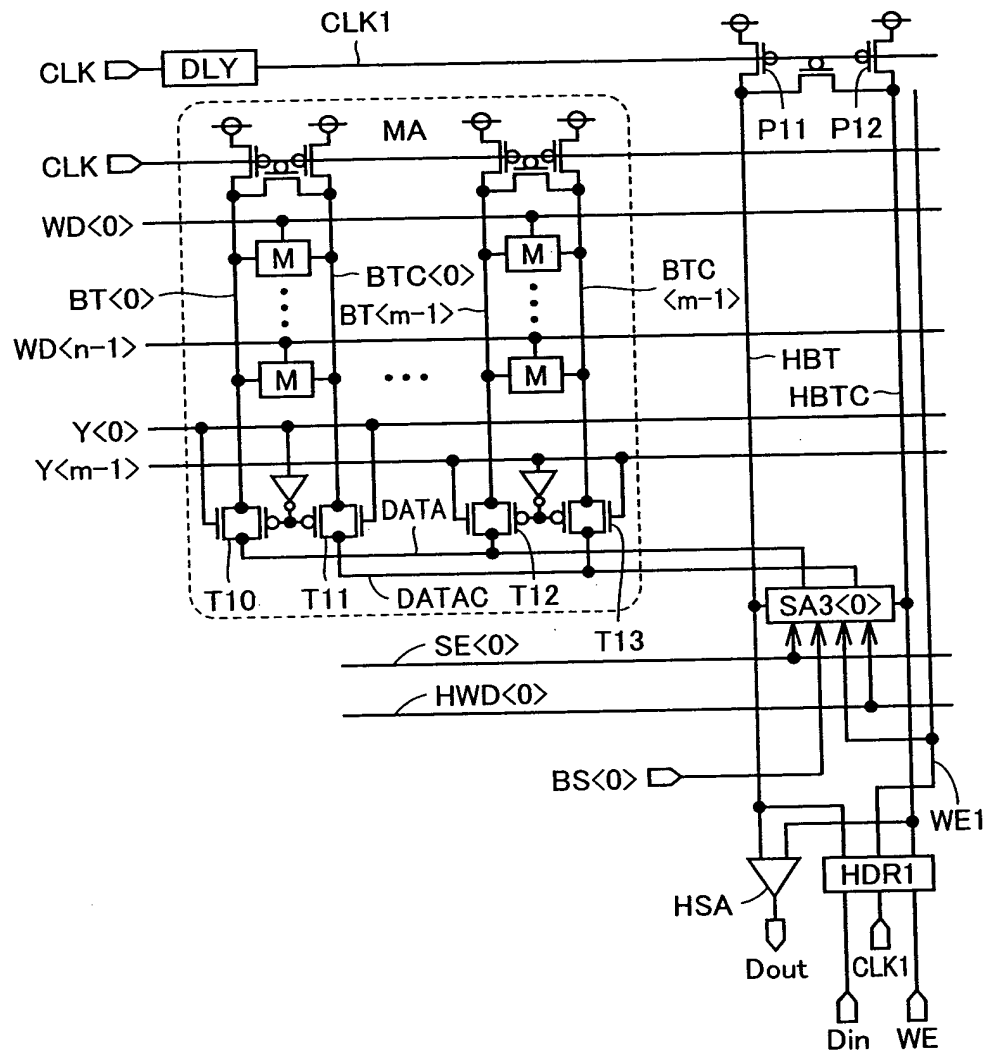 CLK1
CLK
DLY
P11
P12
MA
CLK
WD<0>
M
M
BT<0>
BTC<0>
BT<m-1>
BTC
<m-1>
WD<n-1>
M
M
HBT
HBTC
Y<0>
Y<m-1>
DATA
T10
T11
DATAC
T12
T13
SA3<0>
SE<0>
HWD<0>
BS<0>
WE1
HSA
HDR1
Dout
CLK1
Din
WE